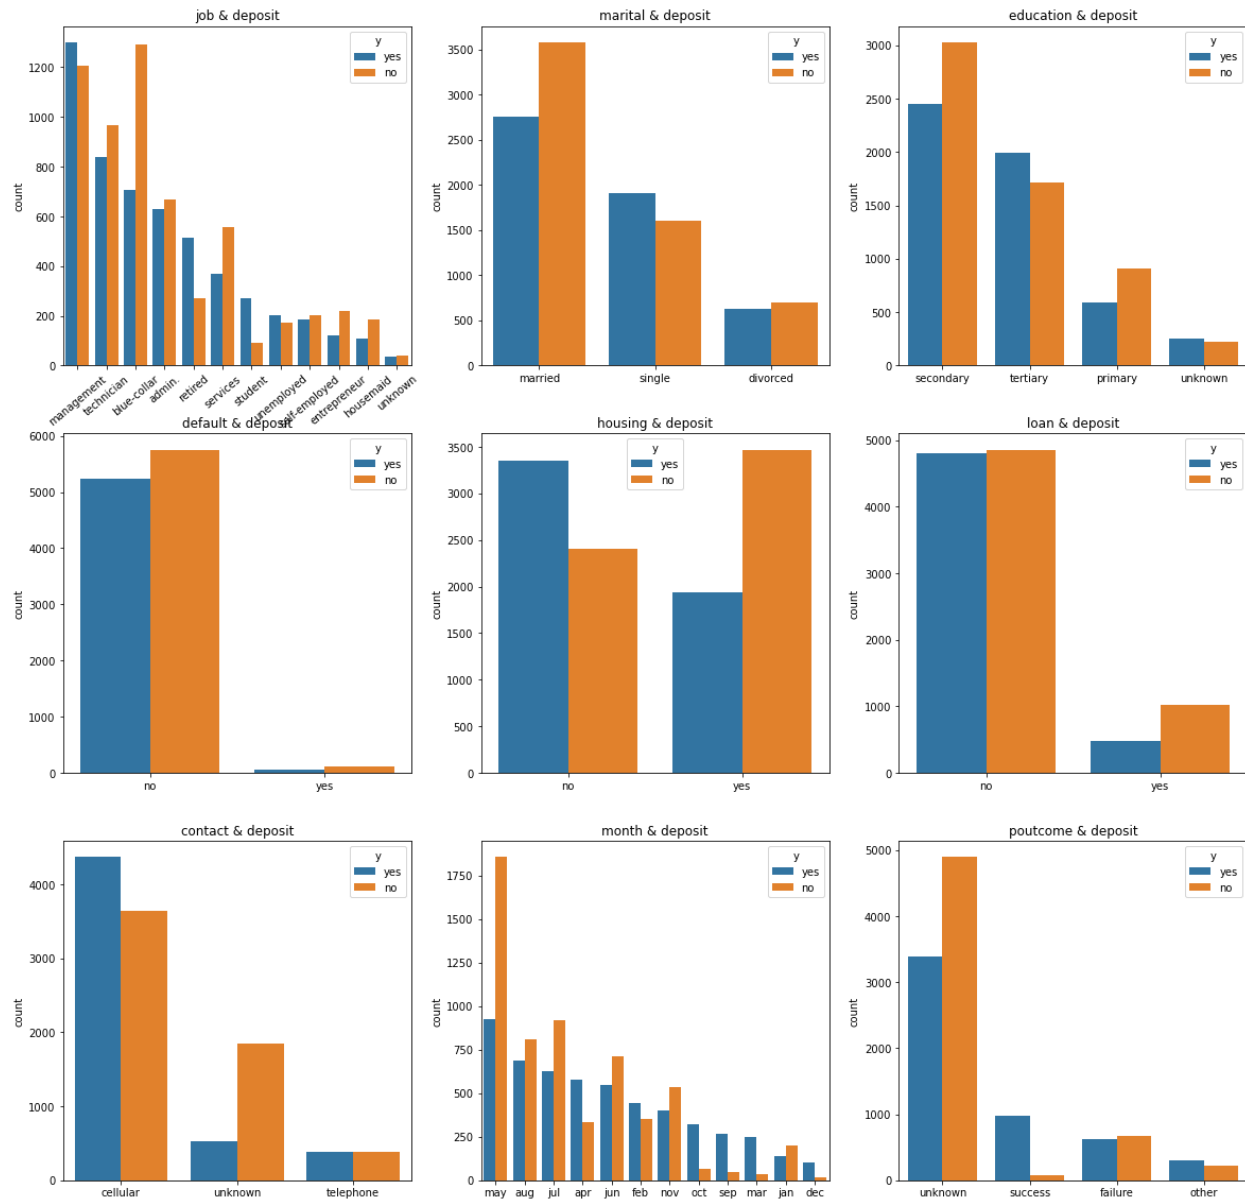 job & deposit
count
1200
1000
800
600
400
200
0
y
yes
no
management
technician
blue-collar
admin.
retired
services
student
unemployed
self-employed
entrepreneur
housemaid
unknown
marital & deposit
count
3500
3000
2500
2000
1500
1000
500
0
y
yes
no
married
single
divorced
education & deposit
count
3000
2500
2000
1500
1000
500
0
y
yes
no
secondary
tertiary
primary
unknown
default & deposit
count
6000
5000
4000
3000
2000
1000
0
y
yes
no
no
yes
housing & deposit
count
3500
3000
2500
2000
1500
1000
500
0
y
yes
no
no
yes
loan & deposit
count
5000
4000
3000
2000
1000
0
y
yes
no
no
yes
contact & deposit
count
4000
3000
2000
1000
0
y
yes
no
cellular
unknown
telephone
month & deposit
count
1750
1500
1250
1000
750
500
250
0
y
yes
no
may
aug
jul
apr
jun
feb
nov
oct
sep
mar
jan
dec
poutcome & deposit
count
5000
4000
3000
2000
1000
0
y
yes
no
unknown
success
failure
other